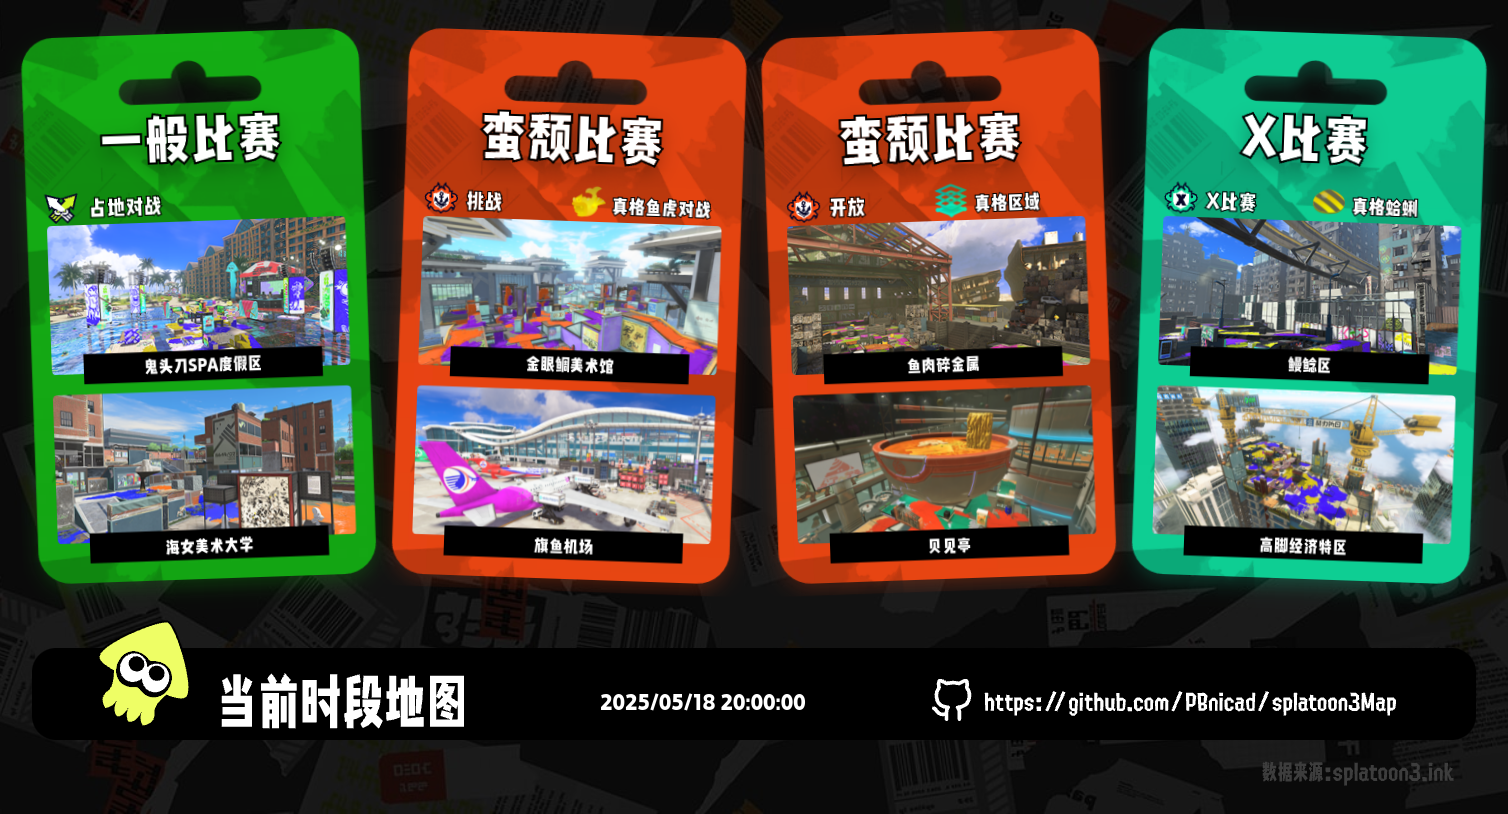 一般比赛
占地对战
鬼头刀SPA度假区
海女美术大学
蛮颓比赛
挑战
真格鱼虎对战
金眼鲷美术馆
旗鱼机场
蛮颓比赛
开放
真格区域
鱼肉碎金属
贝见亭
X比赛
X比赛
真格蛤蜊
鳗鲶区
高脚经济特区
当前时段地图
2025/05/18 20:00:00
https://github.com/PBnicad/splatoon3Map
数据来源:splatoon3.ink